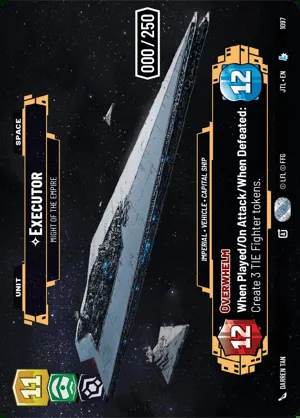 UNIT
SPACE
11
EXECUTOR
MIGHT OF THE EMPIRE
000 / 250
IMPERIAL • VEHICLE • CAPITAL SHIP
12
OVERWHELM
When Played/On Attack/When Defeated:
Create 3 TIE Fighter tokens.
12
DARREN TAN
© LFL © FFG
JTL • EN
1097